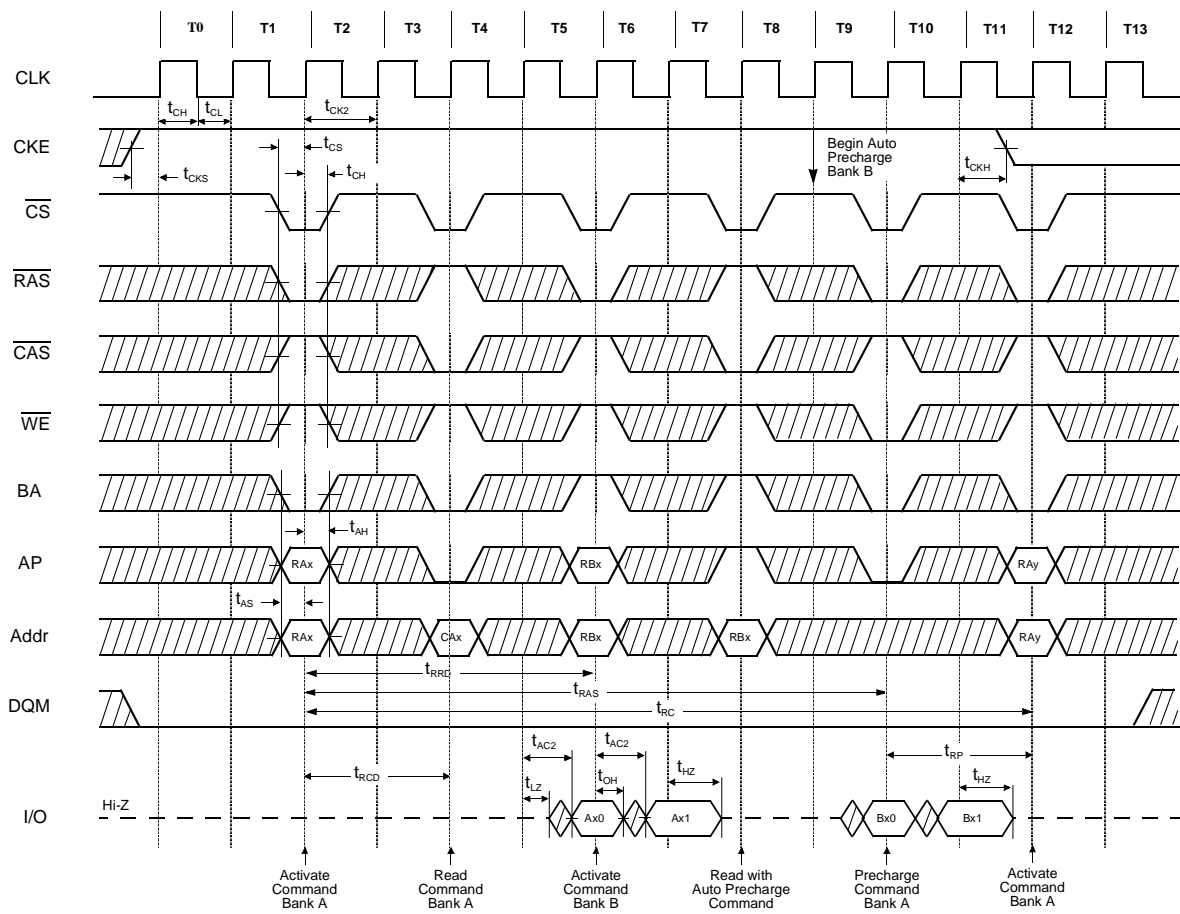 T0 T1 T2 T3 T4 T5 T6 T7 T8 T9 T10 T11 T12 T13
CLK
tCH tCL tCK2
CKE
tCS
tCKS
tCH
Begin Auto
Precharge
Bank B
tCKH
CS
RAS
CAS
WE
BA
tAH
AP
RAx RBx RAy
tAS
Addr
RAx CAx RBx RBx RAy
tRRD
tRAS
DQM
tRC
tAC2 tAC2 tRP
tRCD tLZ tOH tHZ tHZ
Hi-Z
I/O
Ax0 Ax1 Bx0 Bx1
Activate
Command
Bank A
Read
Command
Bank A
Activate
Command
Bank B
Read with
Auto Precharge
Command
Precharge
Command
Bank A
Activate
Command
Bank A